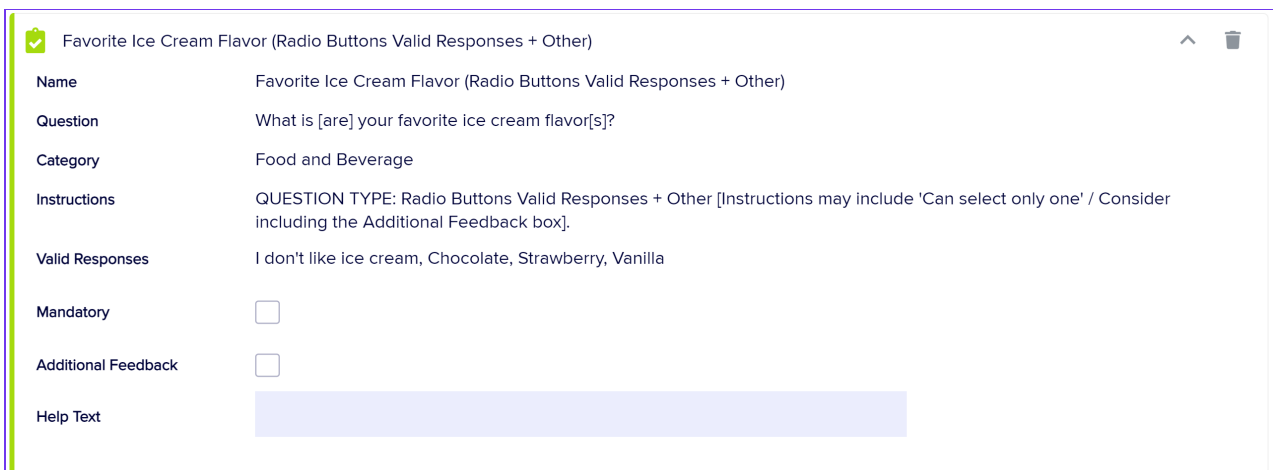 Favorite Ice Cream Flavor (Radio Buttons Valid Responses + Other)
Name Favorite Ice Cream Flavor (Radio Buttons Valid Responses + Other)
Question What is [are] your favorite ice cream flavor[s]?
Category Food and Beverage
Instructions QUESTION TYPE: Radio Buttons Valid Responses + Other [Instructions may include 'Can select only one' / Consider
including the Additional Feedback box].
Valid Responses I don't like ice cream, Chocolate, Strawberry, Vanilla
Mandatory
Additional Feedback
Help Text